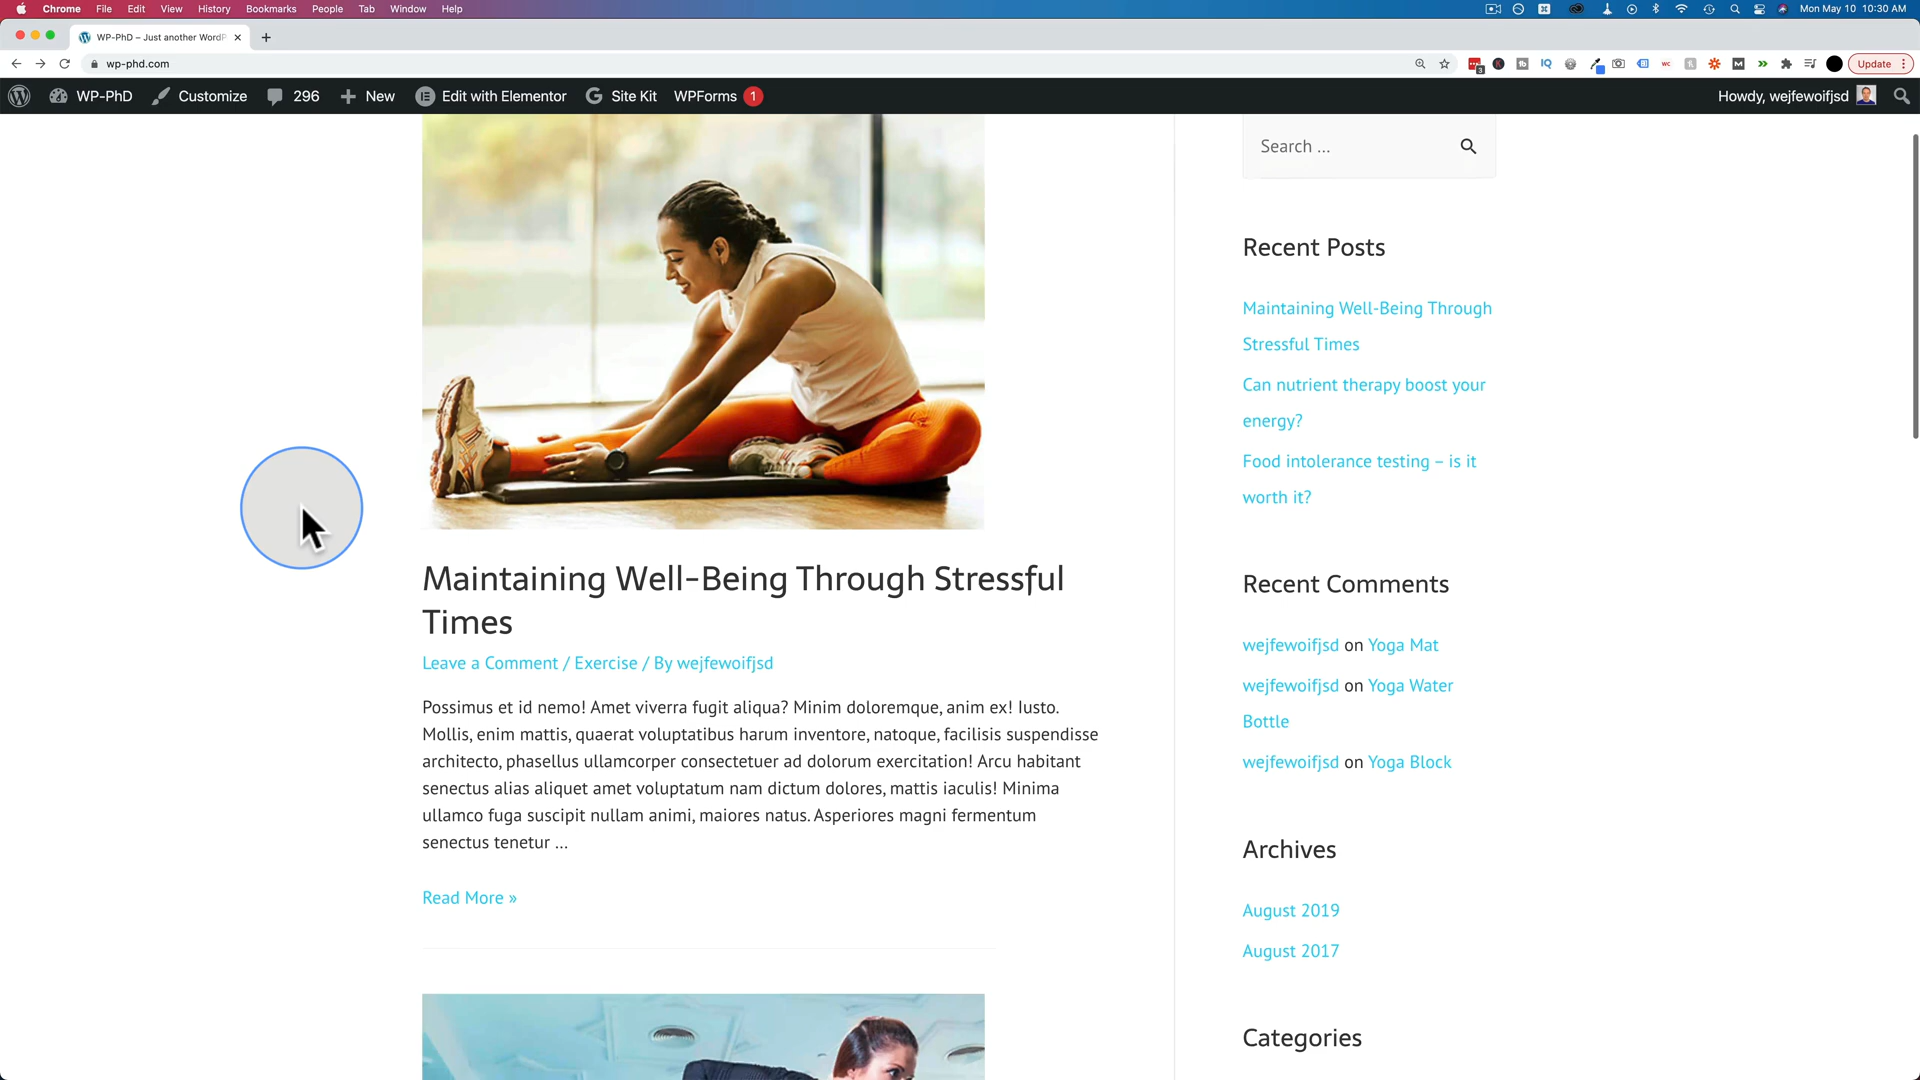 Chrome File Edit View History Bookmarks People Tab Window Help
Mon May 10 10:30 AM
WP-PhD – Just another WordP
wp-phd.com
Update
WP-PhD Customize 296 New Edit with Elementor Site Kit WPForms 1
Howdy, wejfewoifjsd
Search ...
Recent Posts
Maintaining Well-Being Through
Stressful Times
Can nutrient therapy boost your
energy?
Food intolerance testing – is it
worth it?
Maintaining Well-Being Through Stressful
Times
Leave a Comment / Exercise / By wejfewoifjsd
Possimus et id nemo! Amet viverra fugit aliqua? Minim doloremque, anim ex! Iusto.
Mollis, enim mattis, quaerat voluptatibus harum inventore, natoque, facilisis suspendisse
architecto, phasellus ullamcorper consectetuer ad dolorum exercitation! Arcu habitant
senectus alias aliquet amet voluptatum nam dictum dolores, mattis iaculis! Minima
ullamco fuga suscipit nullam animi, maiores natus. Asperiores magni fermentum
senectus tenetur ...
Read More »
Recent Comments
wejfewoifjsd on Yoga Mat
wejfewoifjsd on Yoga Water
Bottle
wejfewoifjsd on Yoga Block
Archives
August 2019
August 2017
Categories